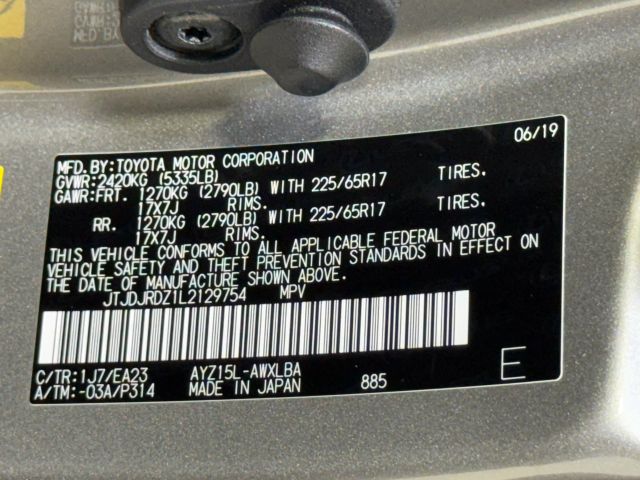 06/19
MFD.BY:TOYOTA MOTOR CORPORATION
GVWR:2420KG (5335LB)
GAWR:FRT. 1270KG (2790LB) WITH 225/65R17 TIRES.
17X7J RIMS.
RR. 1270KG (2790LB) WITH 225/65R17 TIRES.
17X7J RIMS.
THIS VEHICLE CONFORMS TO ALL APPLICABLE FEDERAL MOTOR
VEHICLE SAFETY AND THEFT PREVENTION STANDARDS IN EFFECT ON
THE DATE OF MANUFACTURE SHOWN ABOVE.
JTJDJRDZ1L2129754 MPV
C/TR:1J7/EA23 AYZ15L-AWXLBA
A/TM:-03A/P314 MADE IN JAPAN 885 E